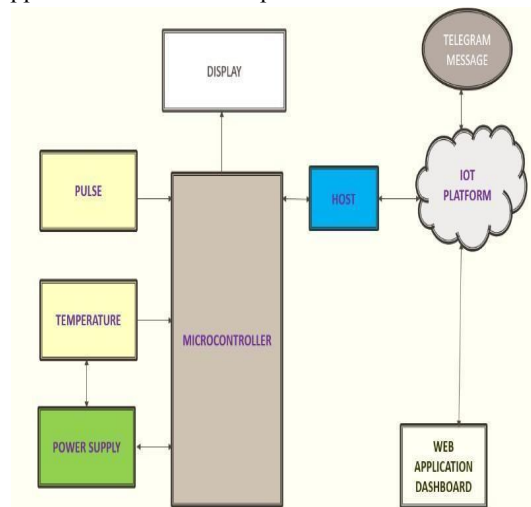 TELEGRAM
MESSAGE
DISPLAY
PULSE
HOST
IOT
PLATFORM
TEMPERATURE
MICROCONTROLLER
POWER SUPPLY
WEB
APPLICATION
DASHBOARD